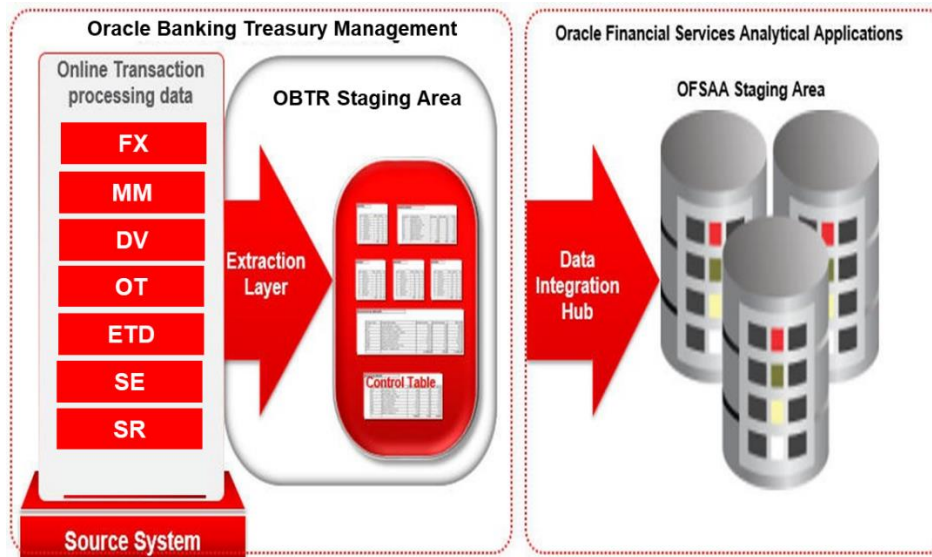 Oracle Banking Treasury Management
Online Transaction
processing data
FX
MM
DV
OT
ETD
SE
SR
Source System
Extraction
Layer
OBTR Staging Area
Control Table
Oracle Financial Services Analytical Applications
Data
Integration
Hub
OFSAA Staging Area